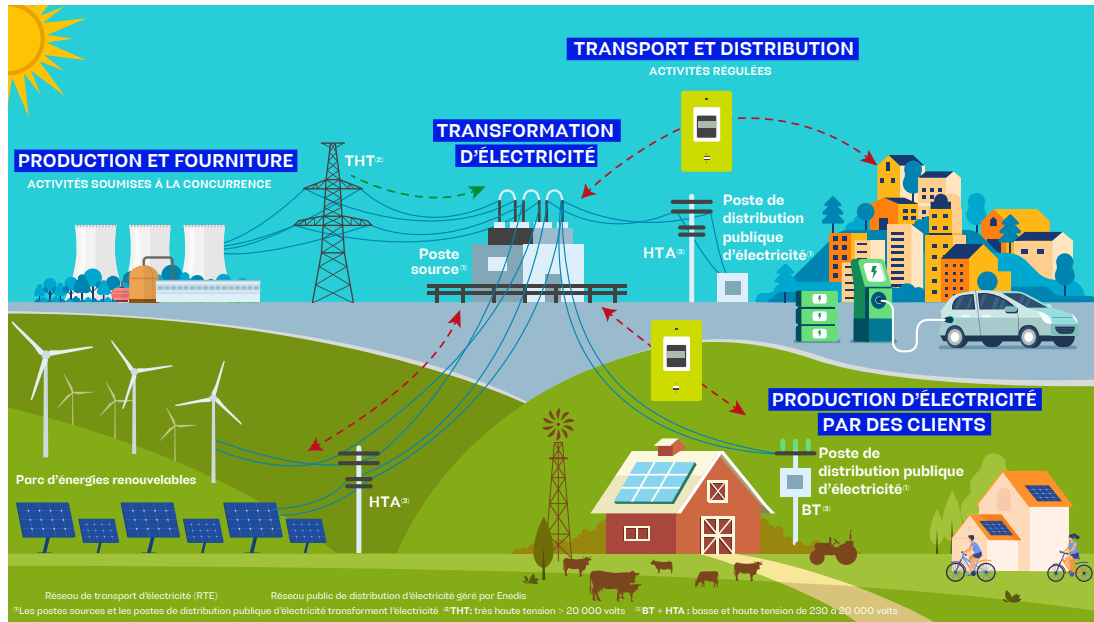 TRANSPORT ET DISTRIBUTION
ACTIVITÉS RÉGULÉES
TRANSFORMATION
D'ÉLECTRICITÉ
PRODUCTION ET FOURNITURE
ACTIVITÉS SOUMISES À LA CONCURRENCE
THT⁽²⁾
Poste
source⁽¹⁾
HTA⁽³⁾
Poste de
distribution
publique
d'électricité⁽¹⁾
PRODUCTION D'ÉLECTRICITÉ
PAR DES CLIENTS
Poste de
distribution publique
d'électricité⁽¹⁾
BT⁽³⁾
Parc d'énergies renouvelables
HTA⁽³⁾
Réseau de transport d'électricité (RTE)
Réseau public de distribution d'électricité géré par Enedis
⁽¹⁾Les postes sources et les postes de distribution publique d'électricité transforment l'électricité ⁽²⁾THT: très haute tension > 20 000 volts ⁽³⁾BT + HTA : basse et haute tension de 230 à 20 000 volts